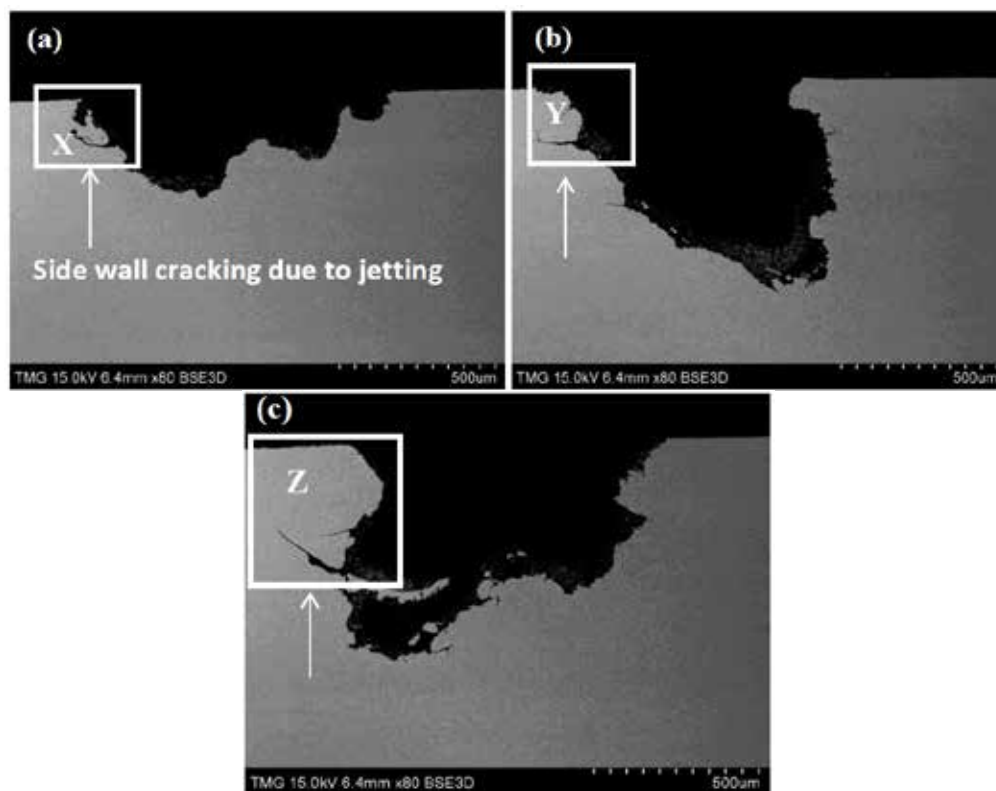 (a)
X
Side wall cracking due to jetting
TMG 15.0kV 6.4mm x80 BSE3D
500um
(b)
Y
TMG 15.0kV 6.4mm x80 BSE3D
500um
(c)
Z
TMG 15.0kV 6.4mm x80 BSE3D
500um